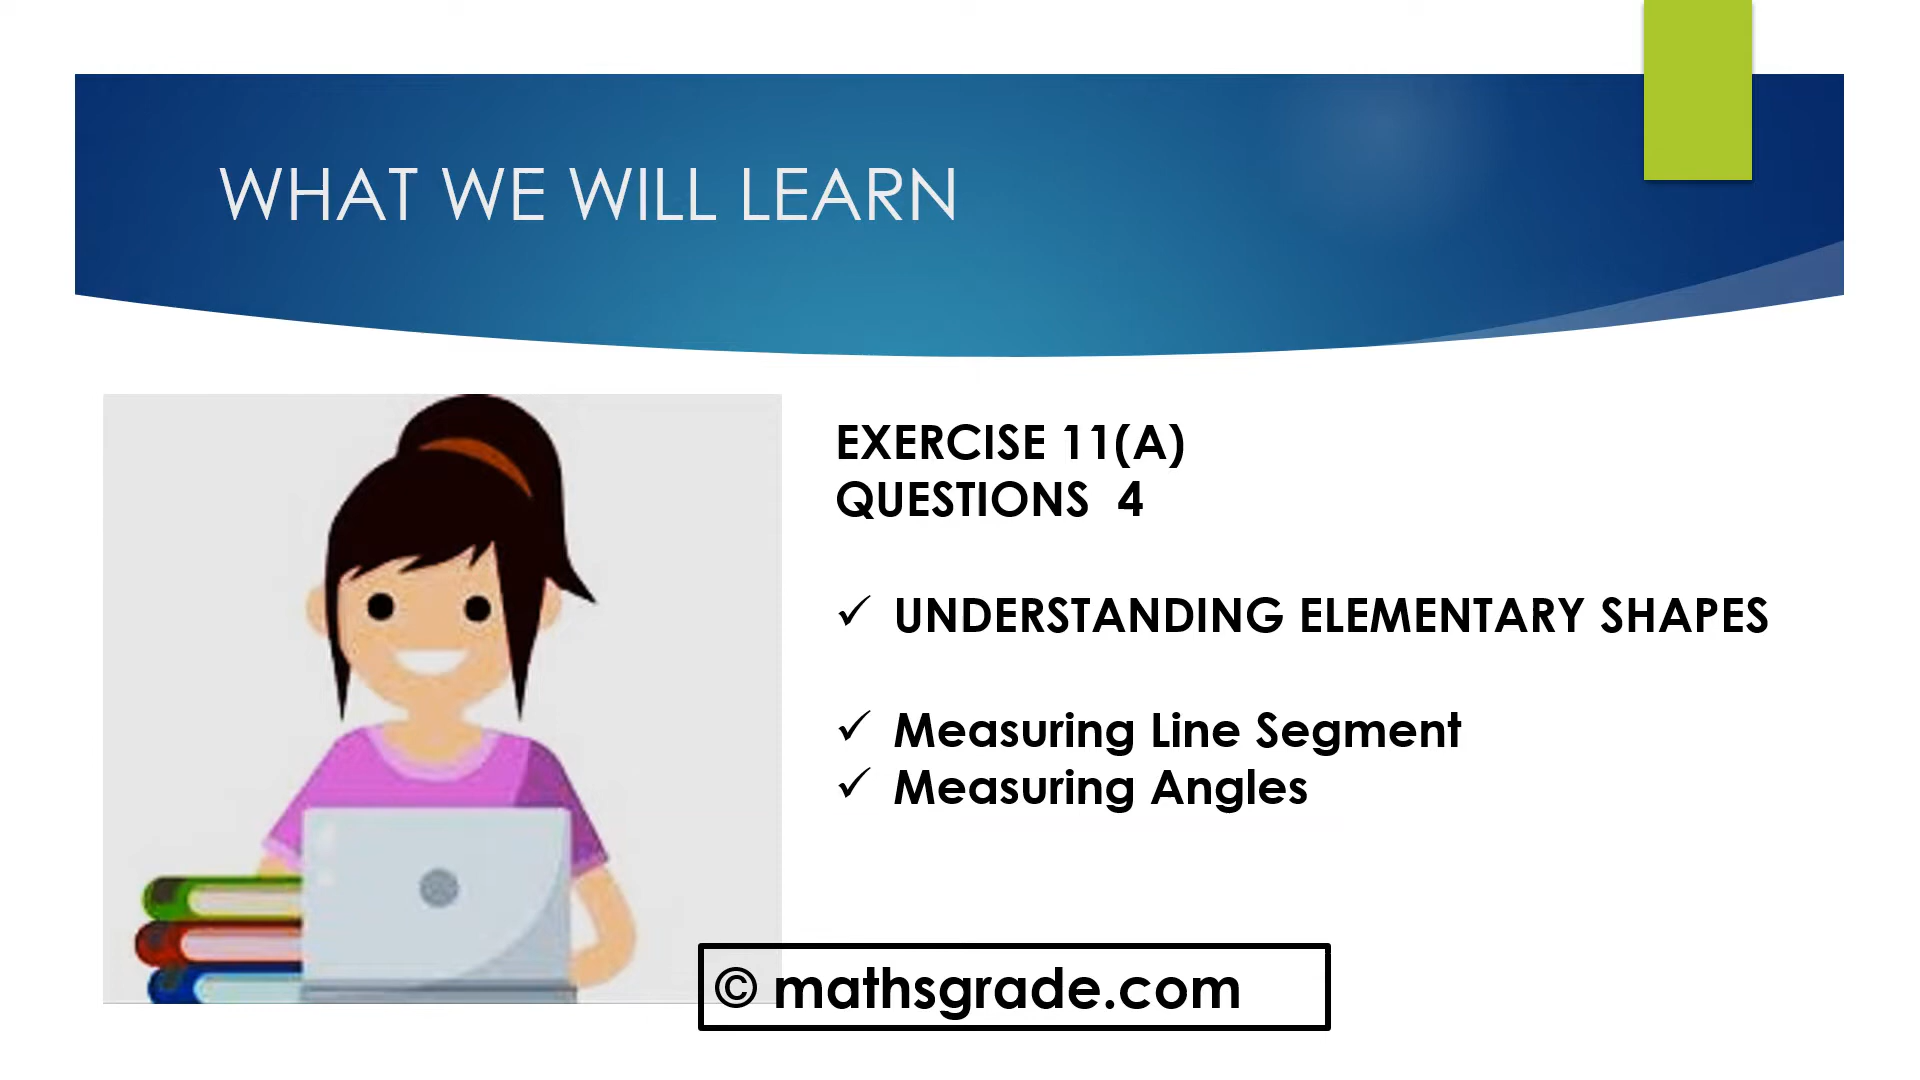 WHAT WE WILL LEARN
EXERCISE 11(A)
QUESTIONS  4
✓ UNDERSTANDING ELEMENTARY SHAPES
✓ Measuring Line Segment
✓ Measuring Angles
© mathsgrade.com